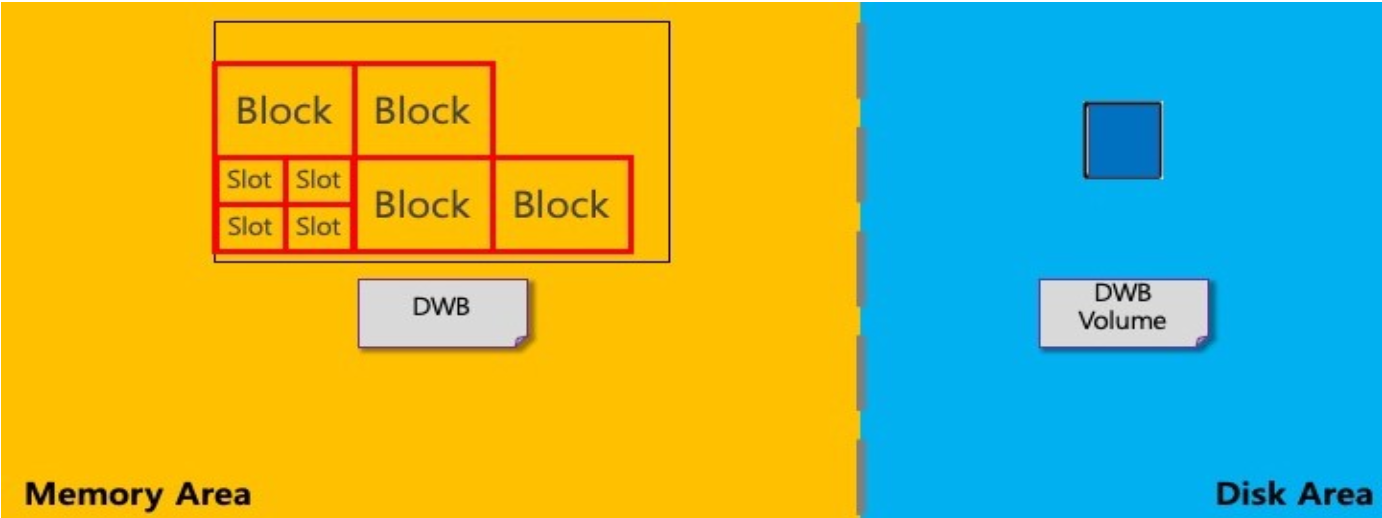 Block Block
Slot Slot
Block Block
Slot Slot
DWB
DWB
Volume
Memory Area
Disk Area